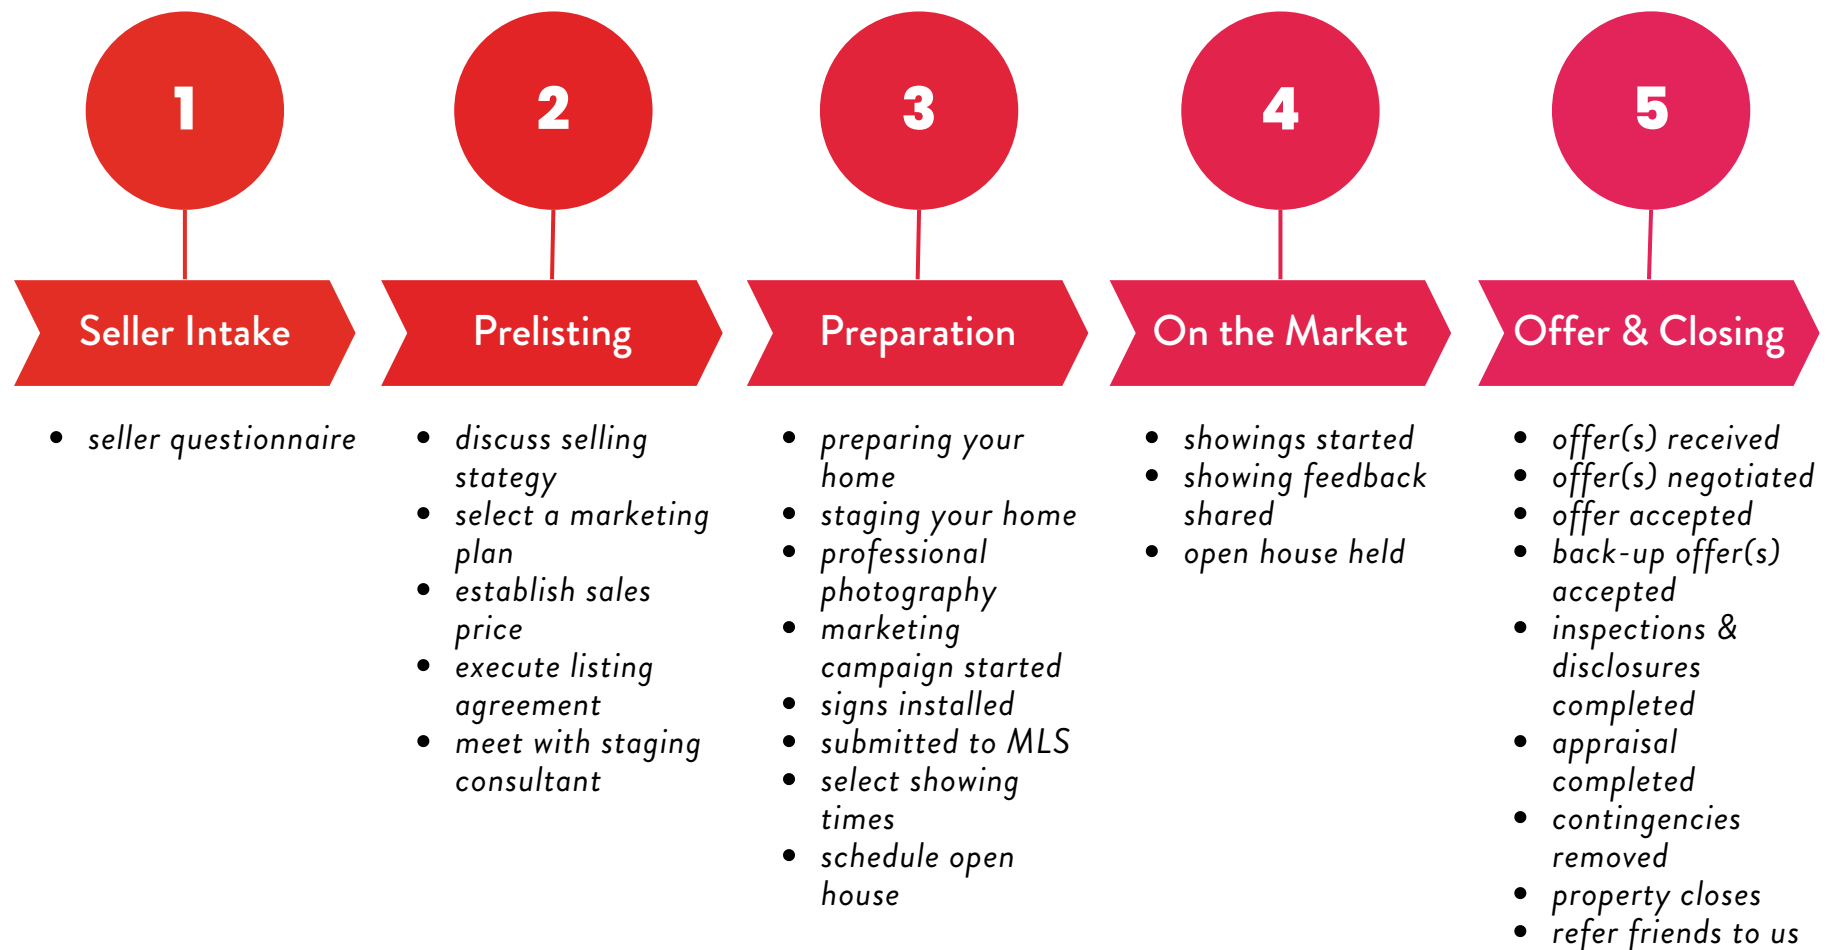 1
Seller Intake
• seller questionnaire
2
Prelisting
• discuss selling
stategy
• select a marketing
plan
• establish sales
price
• execute listing
agreement
• meet with staging
consultant
3
Preparation
• preparing your
home
• staging your home
• professional
photography
• marketing
campaign started
• signs installed
• submitted to MLS
• select showing
times
• schedule open
house
4
On the Market
• showings started
• showing feedback
shared
• open house held
5
Offer & Closing
• offer(s) received
• offer(s) negotiated
• offer accepted
• back-up offer(s)
accepted
• inspections &
disclosures
completed
• appraisal
completed
• contingencies
removed
• property closes
• refer friends to us